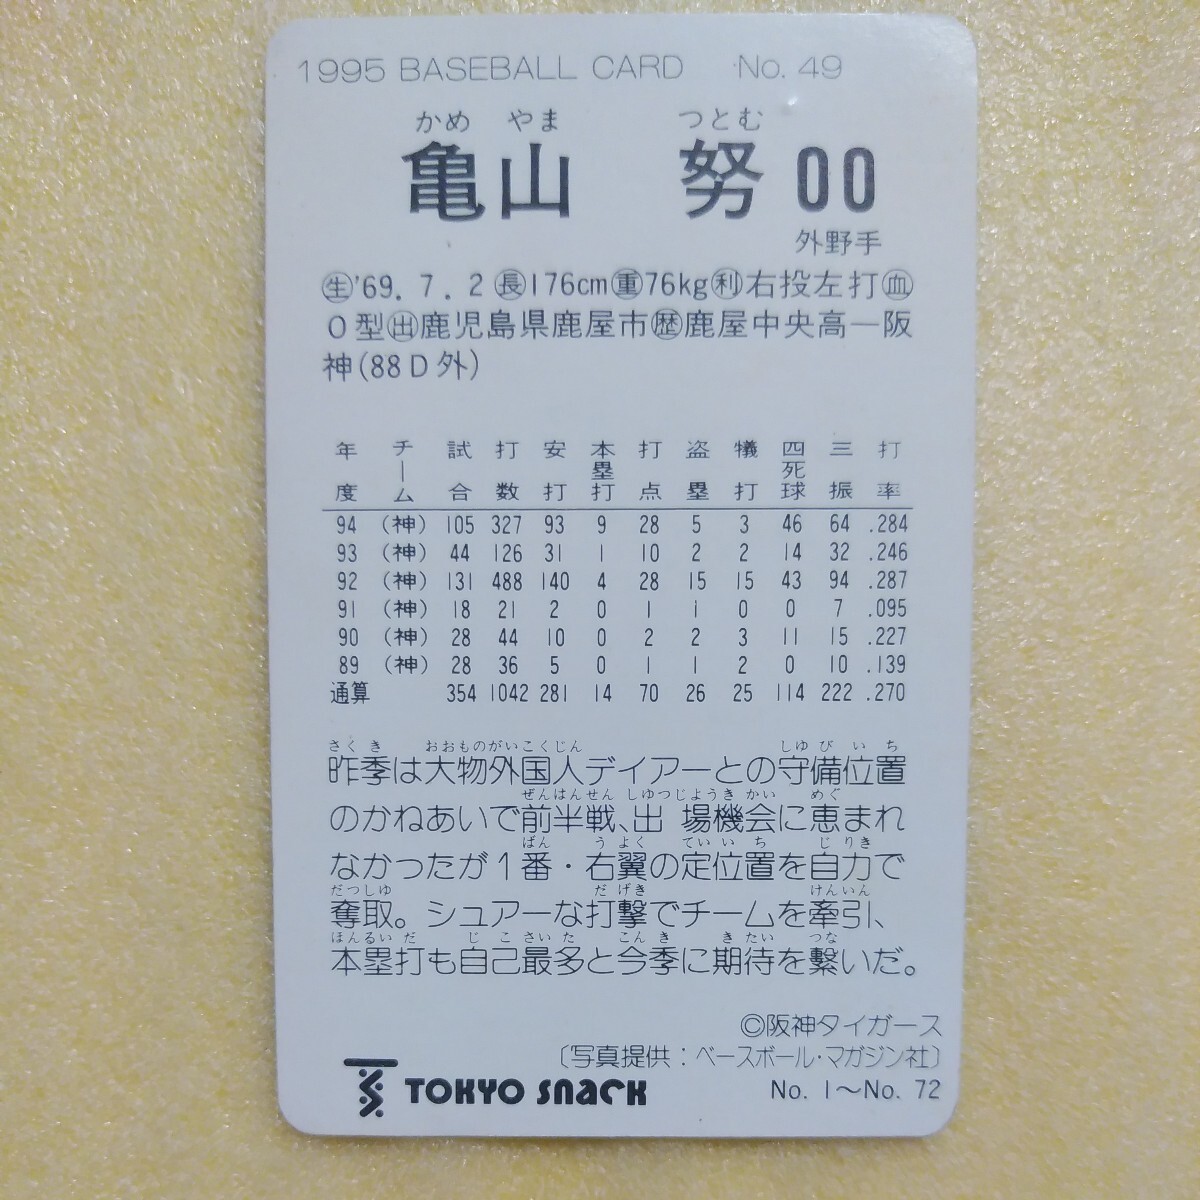 1995 BASEBALL CARD No. 49
かめ やま つとむ
亀山 努 00
外野手
㊤'69. 7. 2 ㊤176cm㊤76kg㊤右投左打㊤
O型㊤鹿児島県鹿屋市㊤鹿屋中央高―阪
神(88D外)
年度 チーム 試合 打数 安打 本塁打 打点 盗塁 犠打 四死球 三振 打率
94 (神) 105 327 93 9 28 5 3 46 64 .284
93 (神) 44 126 31 1 10 2 2 14 32 .246
92 (神) 131 488 140 4 28 15 15 43 94 .287
91 (神) 18 21 2 0 1 1 0 0 7 .095
90 (神) 28 44 10 0 2 2 3 11 15 .227
89 (神) 28 36 5 0 1 1 2 0 10 .139
通算 354 1042 281 14 70 26 25 114 222 .270
さくき おおものがいこくじん しゆびいち
昨季は大物外国人デイアーとの守備位置
ぜんはんせん しゆつじようきかい めぐ
のかねあいで前半戦、出場機会に恵まれ
ばん うよく ていいち じりき
なかったが1番・右翼の定位置を自力で
だつしゆ だげき けんいん
奪取。シュアーな打撃でチームを牽引、
ほんるいだ じこさいた こんき きたい つな
本塁打も自己最多と今季に期待を繋いだ。
©阪神タイガース
〔写真提供：ベースボール・マガジン社〕
TOKYO SNACK
No. 1〜No. 72